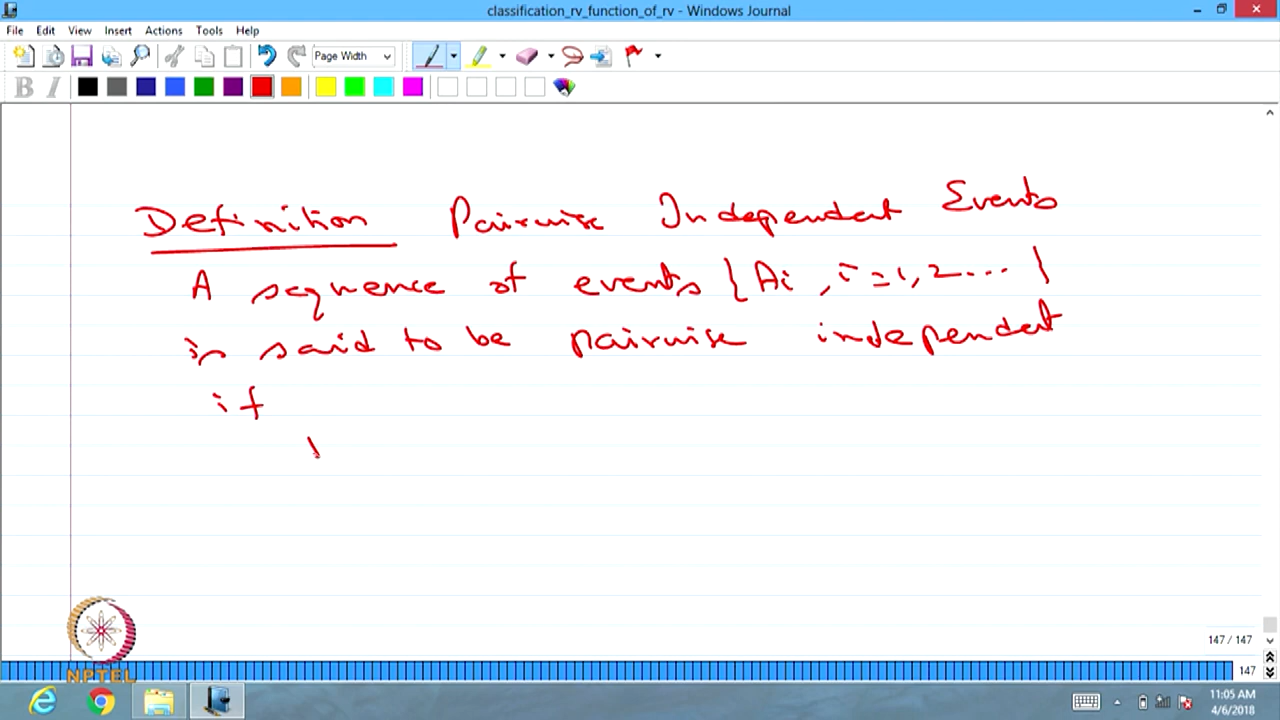 classification_rv_function_of_rv - Windows Journal
File Edit View Insert Actions Tools Help
Page Width
B I
Definition Pairwise Independent Events
A sequence of events {Ai, i=1,2... }
is said to be pairwise independent
if
147 / 147
147
NPTEL
11:05 AM
4/6/2018